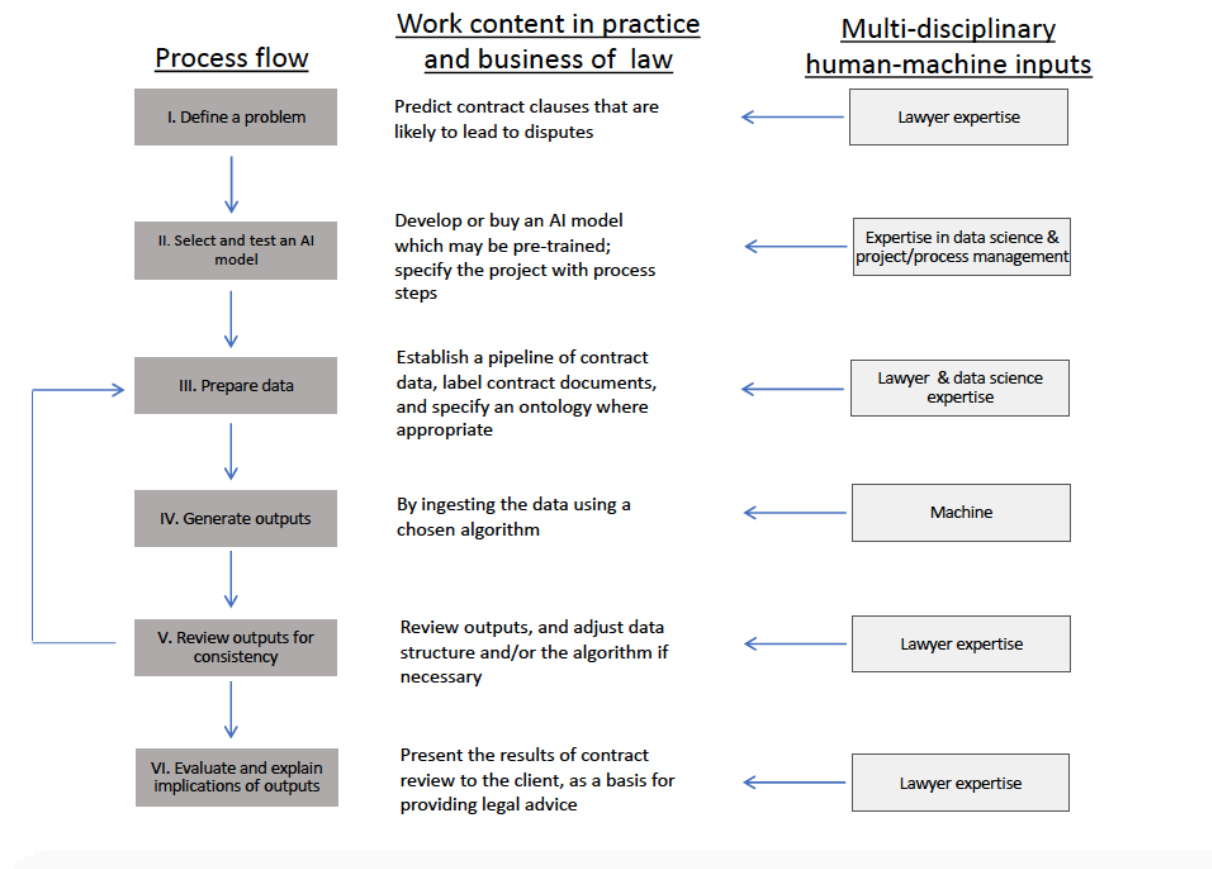 Process flow
Work content in practice
and business of law
Multi-disciplinary
human-machine inputs
I. Define a problem
Predict contract clauses that are
likely to lead to disputes
Lawyer expertise
II. Select and test an AI
model
Develop or buy an AI model
which may be pre-trained;
specify the project with process
steps
Expertise in data science &
project/process management
III. Prepare data
Establish a pipeline of contract
data, label contract documents,
and specify an ontology where
appropriate
Lawyer & data science
expertise
IV. Generate outputs
By ingesting the data using a
chosen algorithm
Machine
V. Review outputs for
consistency
Review outputs, and adjust data
structure and/or the algorithm if
necessary
Lawyer expertise
VI. Evaluate and explain
implications of outputs
Present the results of contract
review to the client, as a basis for
providing legal advice
Lawyer expertise